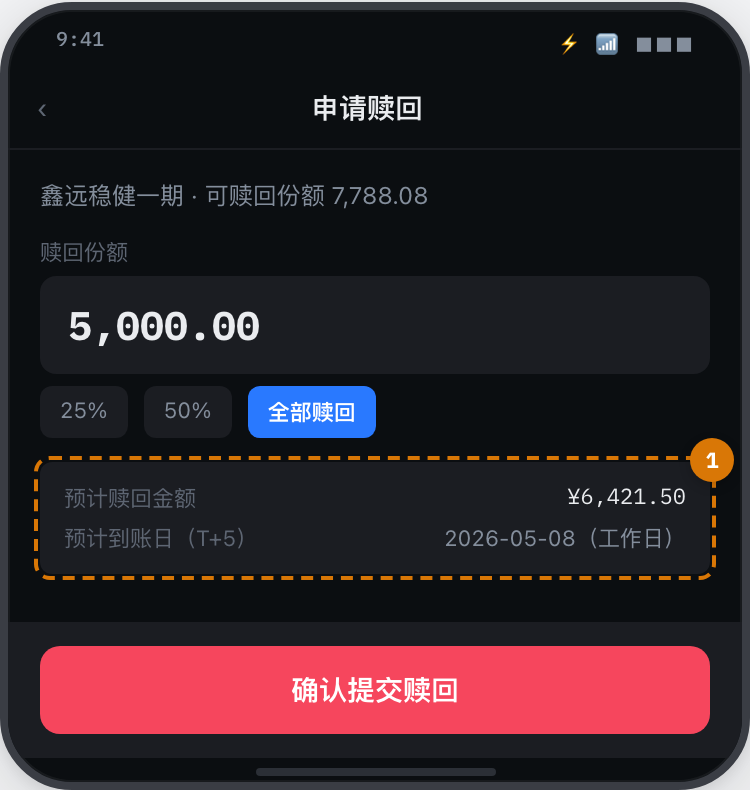 9:41
申请赎回
鑫远稳健一期 · 可赎回份额 7,788.08
赎回份额
5,000.00
25% 50% 全部赎回
1
预计赎回金额 ¥6,421.50
预计到账日（T+5） 2026-05-08（工作日）
确认提交赎回